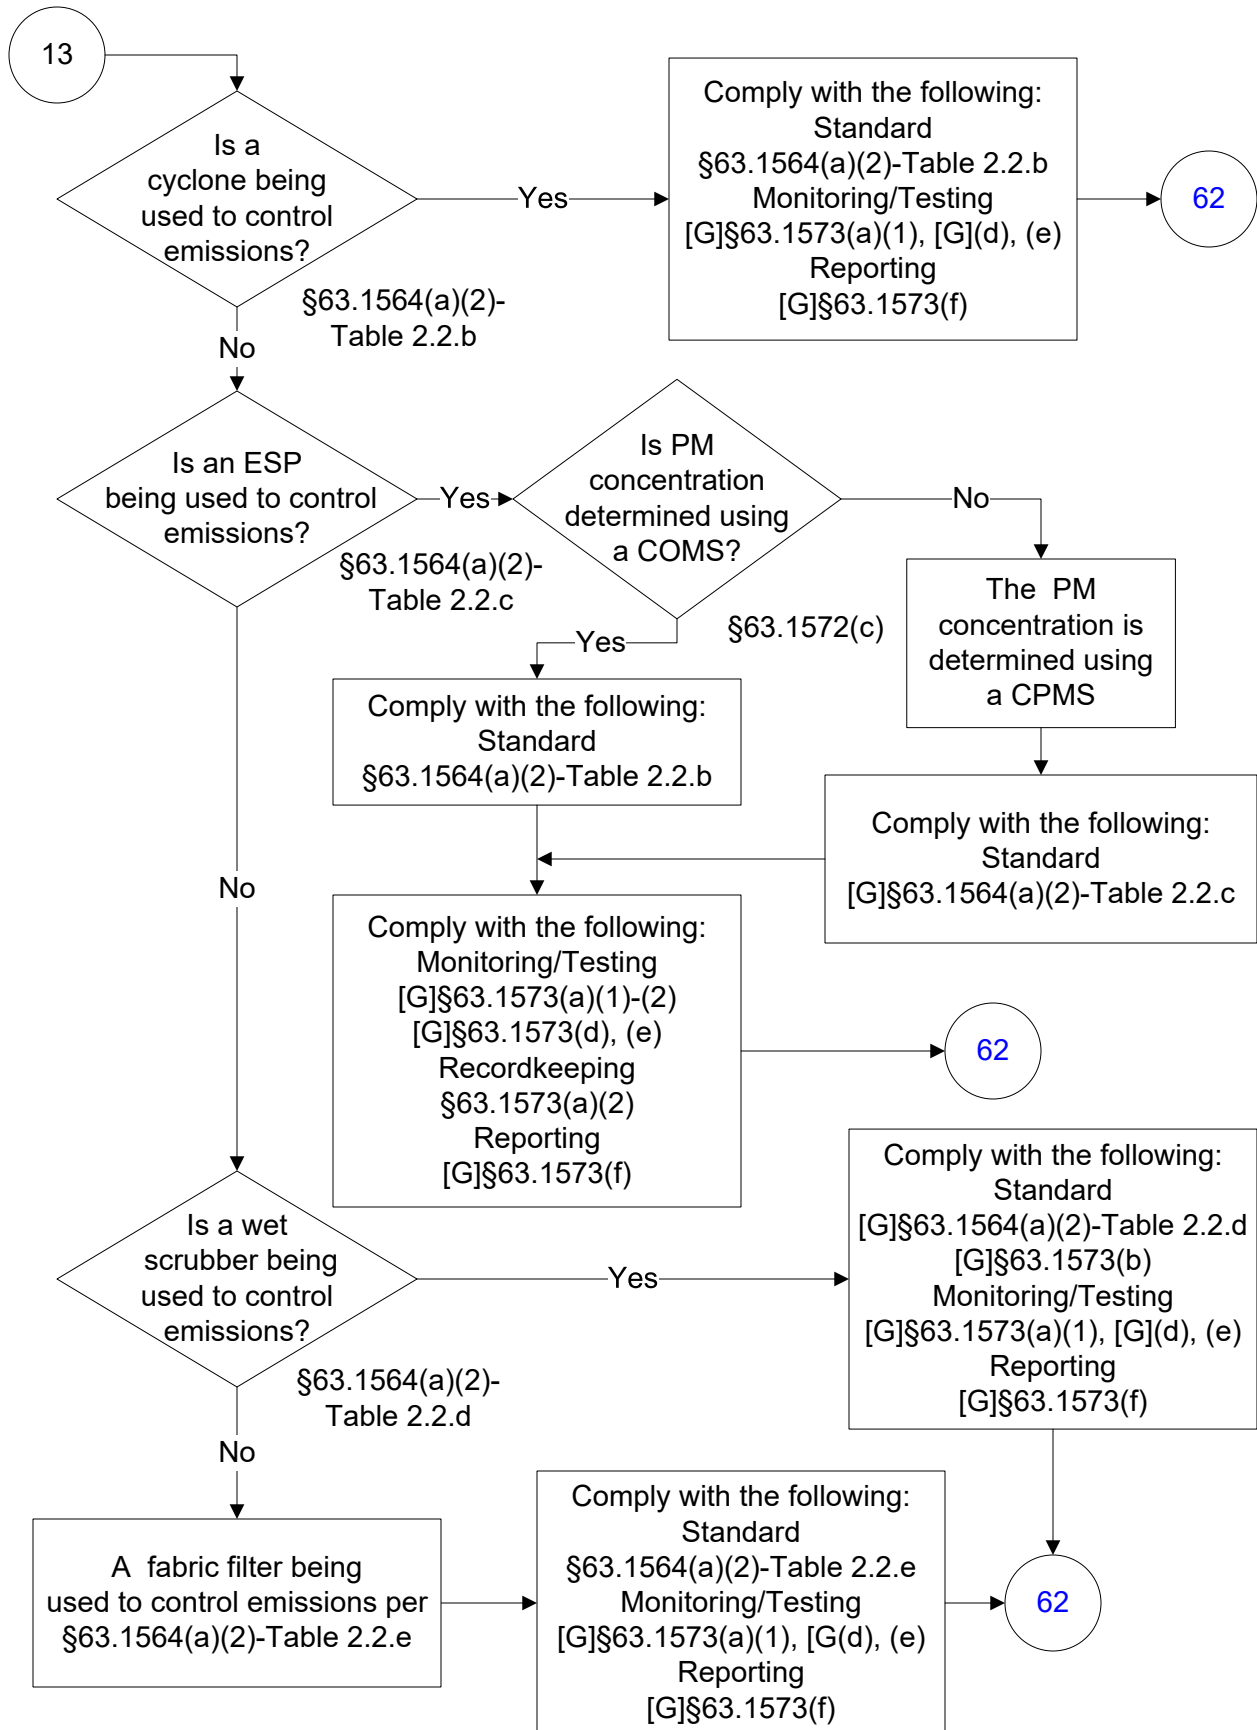 13
Is a
cyclone being
used to control
emissions?
Yes
Comply with the following:
Standard
§63.1564(a)(2)-Table 2.2.b
Monitoring/Testing
[G]§63.1573(a)(1), [G](d), (e)
Reporting
[G]§63.1573(f)
62
§63.1564(a)(2)-
Table 2.2.b
No
Is an ESP
being used to control
emissions?
Yes
§63.1564(a)(2)-
Table 2.2.c
Is PM
concentration
determined using
a COMS?
No
§63.1572(c)
Yes
The  PM
concentration is
determined using
a CPMS
Comply with the following:
Standard
§63.1564(a)(2)-Table 2.2.b
Comply with the following:
Standard
[G]§63.1564(a)(2)-Table 2.2.c
No
Comply with the following:
Monitoring/Testing
[G]§63.1573(a)(1)-(2)
[G]§63.1573(d), (e)
Recordkeeping
§63.1573(a)(2)
Reporting
[G]§63.1573(f)
62
Is a wet
scrubber being
used to control
emissions?
Yes
Comply with the following:
Standard
[G]§63.1564(a)(2)-Table 2.2.d
[G]§63.1573(b)
Monitoring/Testing
[G]§63.1573(a)(1), [G](d), (e)
Reporting
[G]§63.1573(f)
§63.1564(a)(2)-
Table 2.2.d
No
A  fabric filter being
used to control emissions per
§63.1564(a)(2)-Table 2.2.e
Comply with the following:
Standard
§63.1564(a)(2)-Table 2.2.e
Monitoring/Testing
[G]§63.1573(a)(1), [G(d), (e)
Reporting
[G]§63.1573(f)
62